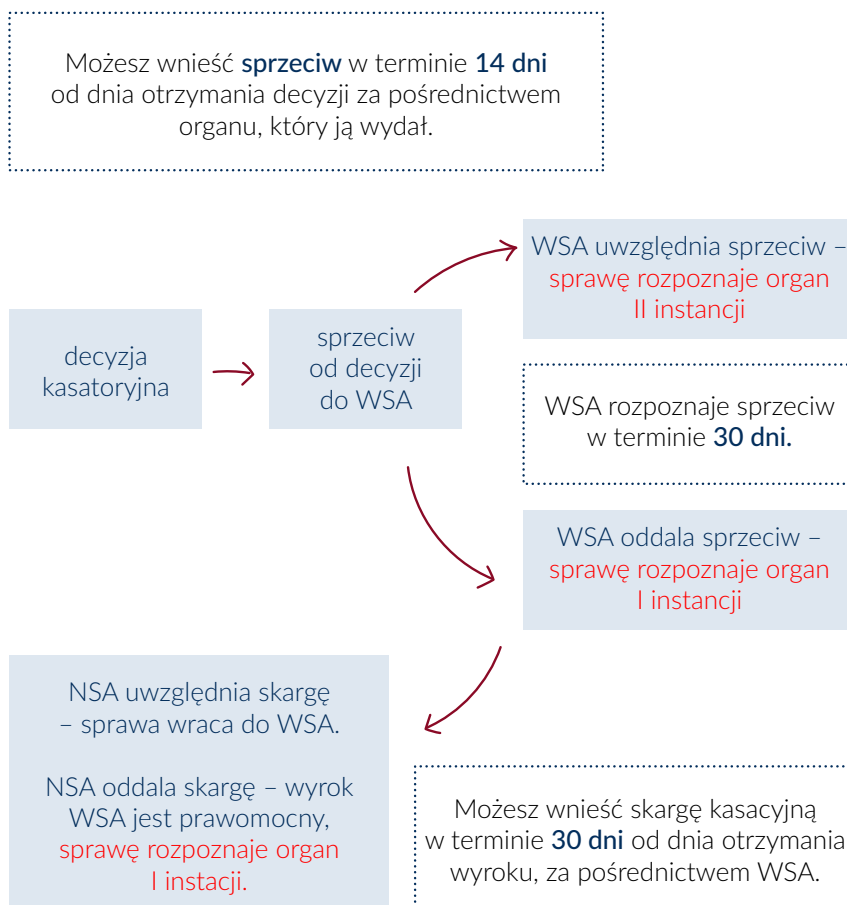 Możesz wnieść sprzeciw w terminie 14 dni
od dnia otrzymania decyzji za pośrednictwem
organu, który ją wydał.
decyzja
kasatoryjna
sprzeciw
od decyzji
do WSA
WSA uwzględnia sprzeciw –
sprawę rozpoznaje organ
II instancji
WSA rozpoznaje sprzeciw
w terminie 30 dni.
WSA oddala sprzeciw –
sprawę rozpoznaje organ
I instancji
NSA uwzględnia skargę
– sprawa wraca do WSA.
NSA oddala skargę – wyrok
WSA jest prawomocny,
sprawę rozpoznaje organ
I instacji.
Możesz wnieść skargę kasacyjną
w terminie 30 dni od dnia otrzymania
wyroku, za pośrednictwem WSA.